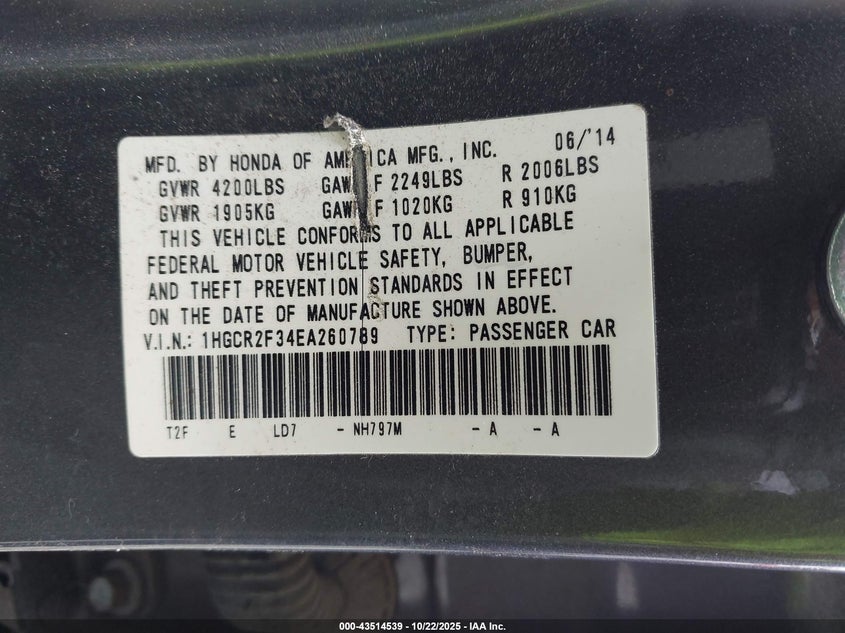 MFD. BY HONDA OF AMERICA MFG., INC. 06/'14
GVWR 4200LBS GAWR F 2249LBS R 2006LBS
GVWR 1905KG GAWR F 1020KG R 910KG
THIS VEHICLE CONFORMS TO ALL APPLICABLE
FEDERAL MOTOR VEHICLE SAFETY, BUMPER,
AND THEFT PREVENTION STANDARDS IN EFFECT
ON THE DATE OF MANUFACTURE SHOWN ABOVE.
V.I.N.: 1HGCR2F34EA260789 TYPE: PASSENGER CAR
T2F E LD7 - NH797M - A - A
000-43514539 - 10/22/2025 - IAA Inc.